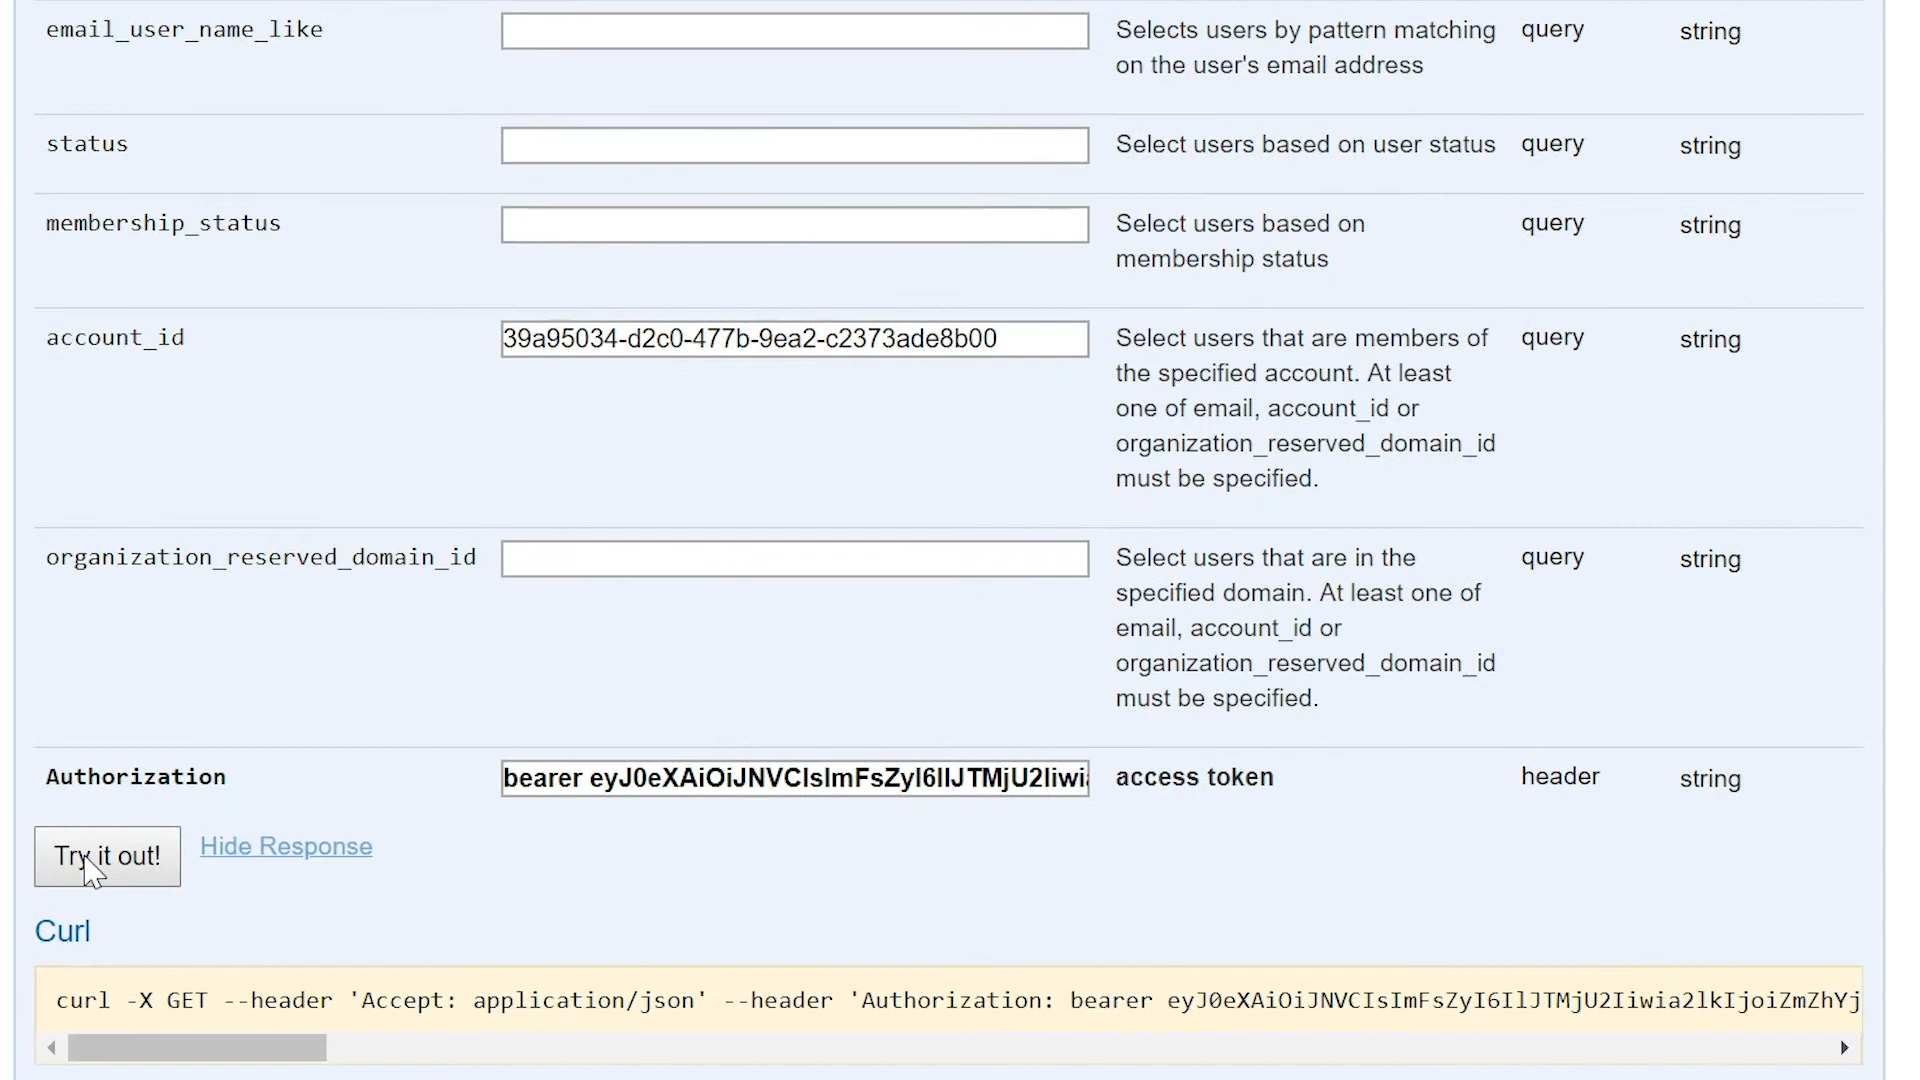 email_user_name_like
Selects users by pattern matching
on the user's email address
query
string
status
Select users based on user status
query
string
membership_status
Select users based on
membership status
query
string
account_id
39a95034-d2c0-477b-9ea2-c2373ade8b00
Select users that are members of
the specified account. At least
one of email, account_id or
organization_reserved_domain_id
must be specified.
query
string
organization_reserved_domain_id
Select users that are in the
specified domain. At least one of
email, account_id or
organization_reserved_domain_id
must be specified.
query
string
Authorization
bearer eyJ0eXAiOiJNVCIsImFsZyI6IlJTMjU2Iiwia
access token
header
string
Try it out!
Hide Response
Curl
curl -X GET --header 'Accept: application/json' --header 'Authorization: bearer eyJ0eXAiOiJNVCIsImFsZyI6IlJTMjU2Iiwia2lkIjoiZmZhYj